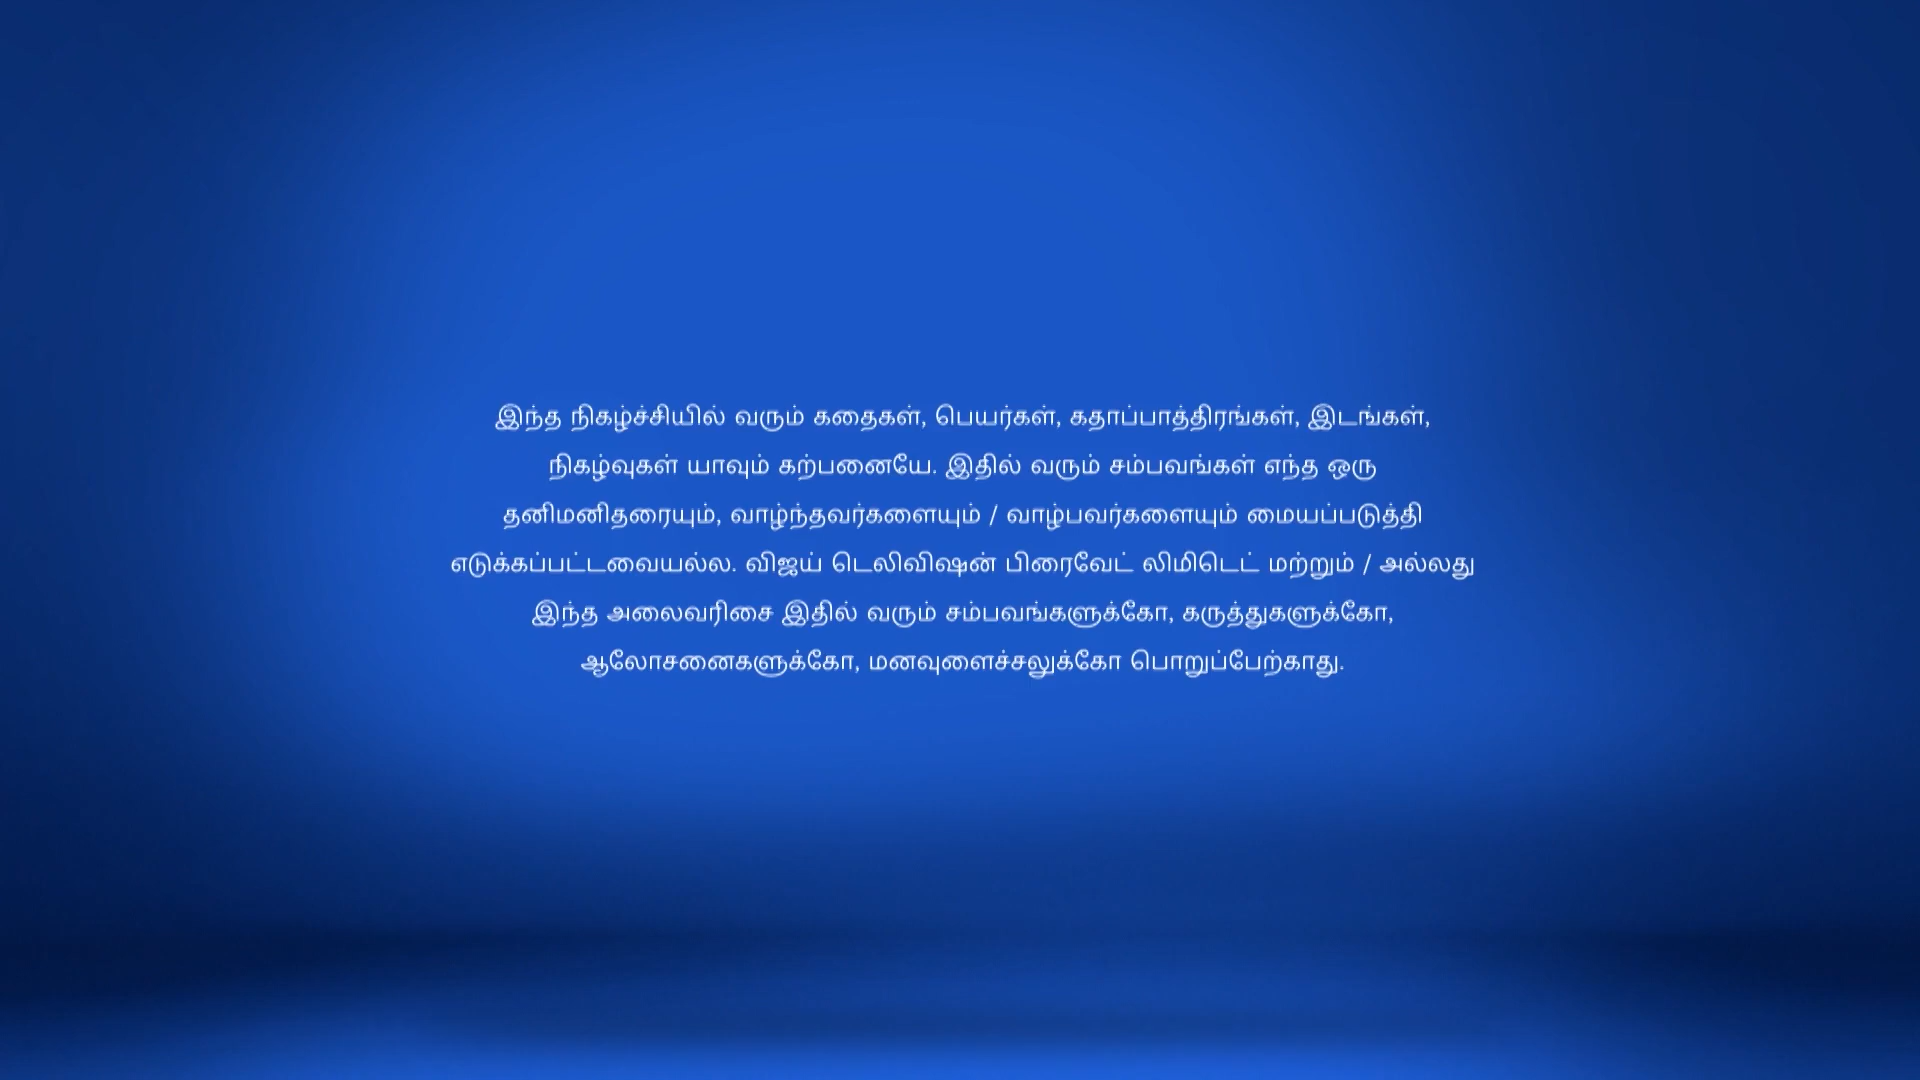 இந்த நிகழ்ச்சியில் வரும் கதைகள், பெயர்கள், கதாப்பாத்திரங்கள், இடங்கள்,
நிகழ்வுகள் யாவும் கற்பனையே. இதில் வரும் சம்பவங்கள் எந்த ஒரு
தனிமனிதரையும், வாழ்ந்தவர்களையும் / வாழ்பவர்களையும் மையப்படுத்தி
எடுக்கப்பட்டவையல்ல. விஜய் டெலிவிஷன் பிரைவேட் லிமிடெட் மற்றும் / அல்லது
இந்த அலைவரிசை இதில் வரும் சம்பவங்களுக்கோ, கருத்துகளுக்கோ,
ஆலோசனைகளுக்கோ, மனவுளைச்சலுக்கோ பொறுப்பேற்காது.